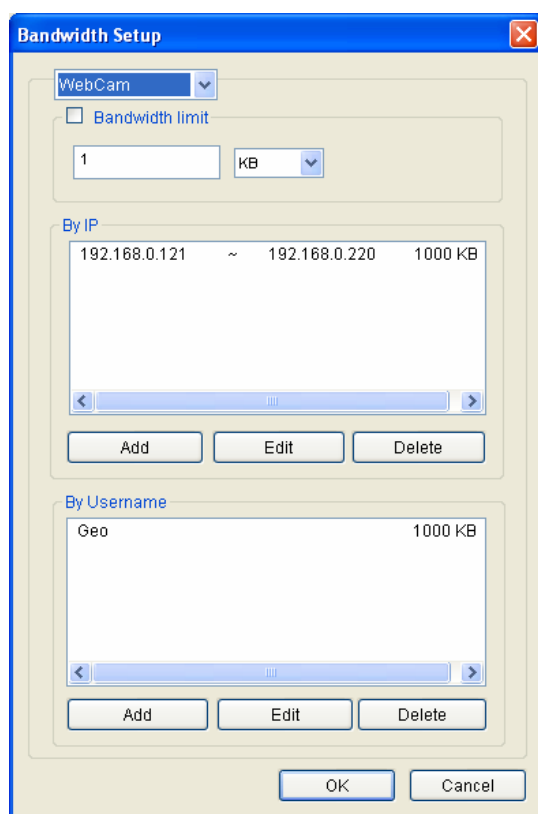 Bandwidth Setup
WebCam
Bandwidth limit
1 KB
By IP
192.168.0.121 ~ 192.168.0.220 1000 KB
Add Edit Delete
By Username
Geo 1000 KB
Add Edit Delete
OK Cancel